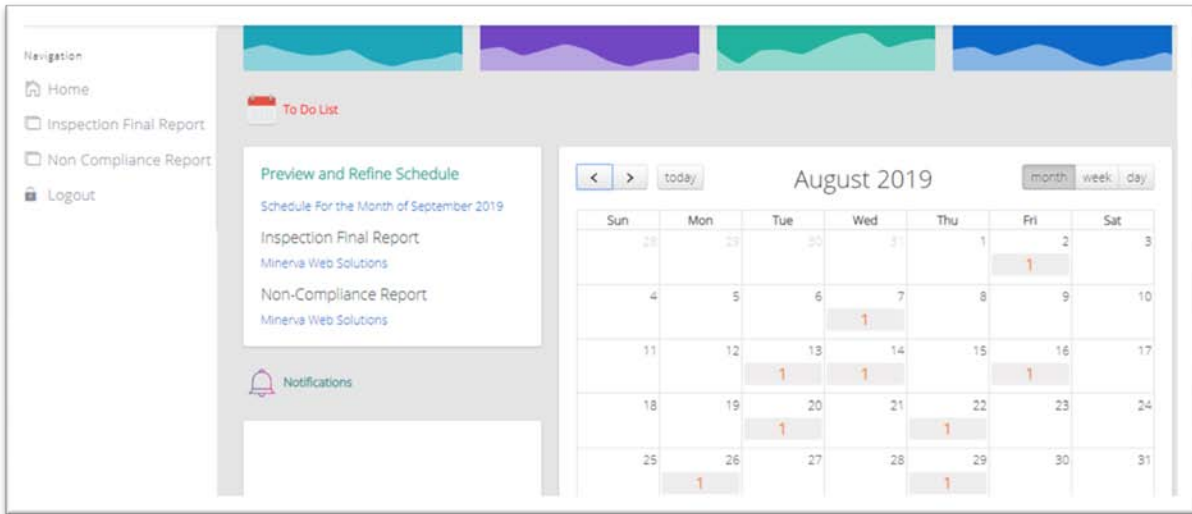 Navigation
Home
Inspection Final Report
Non Compliance Report
Logout
To Do List
Preview and Refine Schedule
Schedule For the Month of September 2019
Inspection Final Report
Minerva Web Solutions
Non-Compliance Report
Minerva Web Solutions
Notifications
< > today August 2019 month week day
Sun Mon Tue Wed Thu Fri Sat
28 29 30 31 1 2 3
1
4 5 6 7 8 9 10
1
11 12 13 14 15 16 17
1 1 1
18 19 20 21 22 23 24
1 1
25 26 27 28 29 30 31
1 1